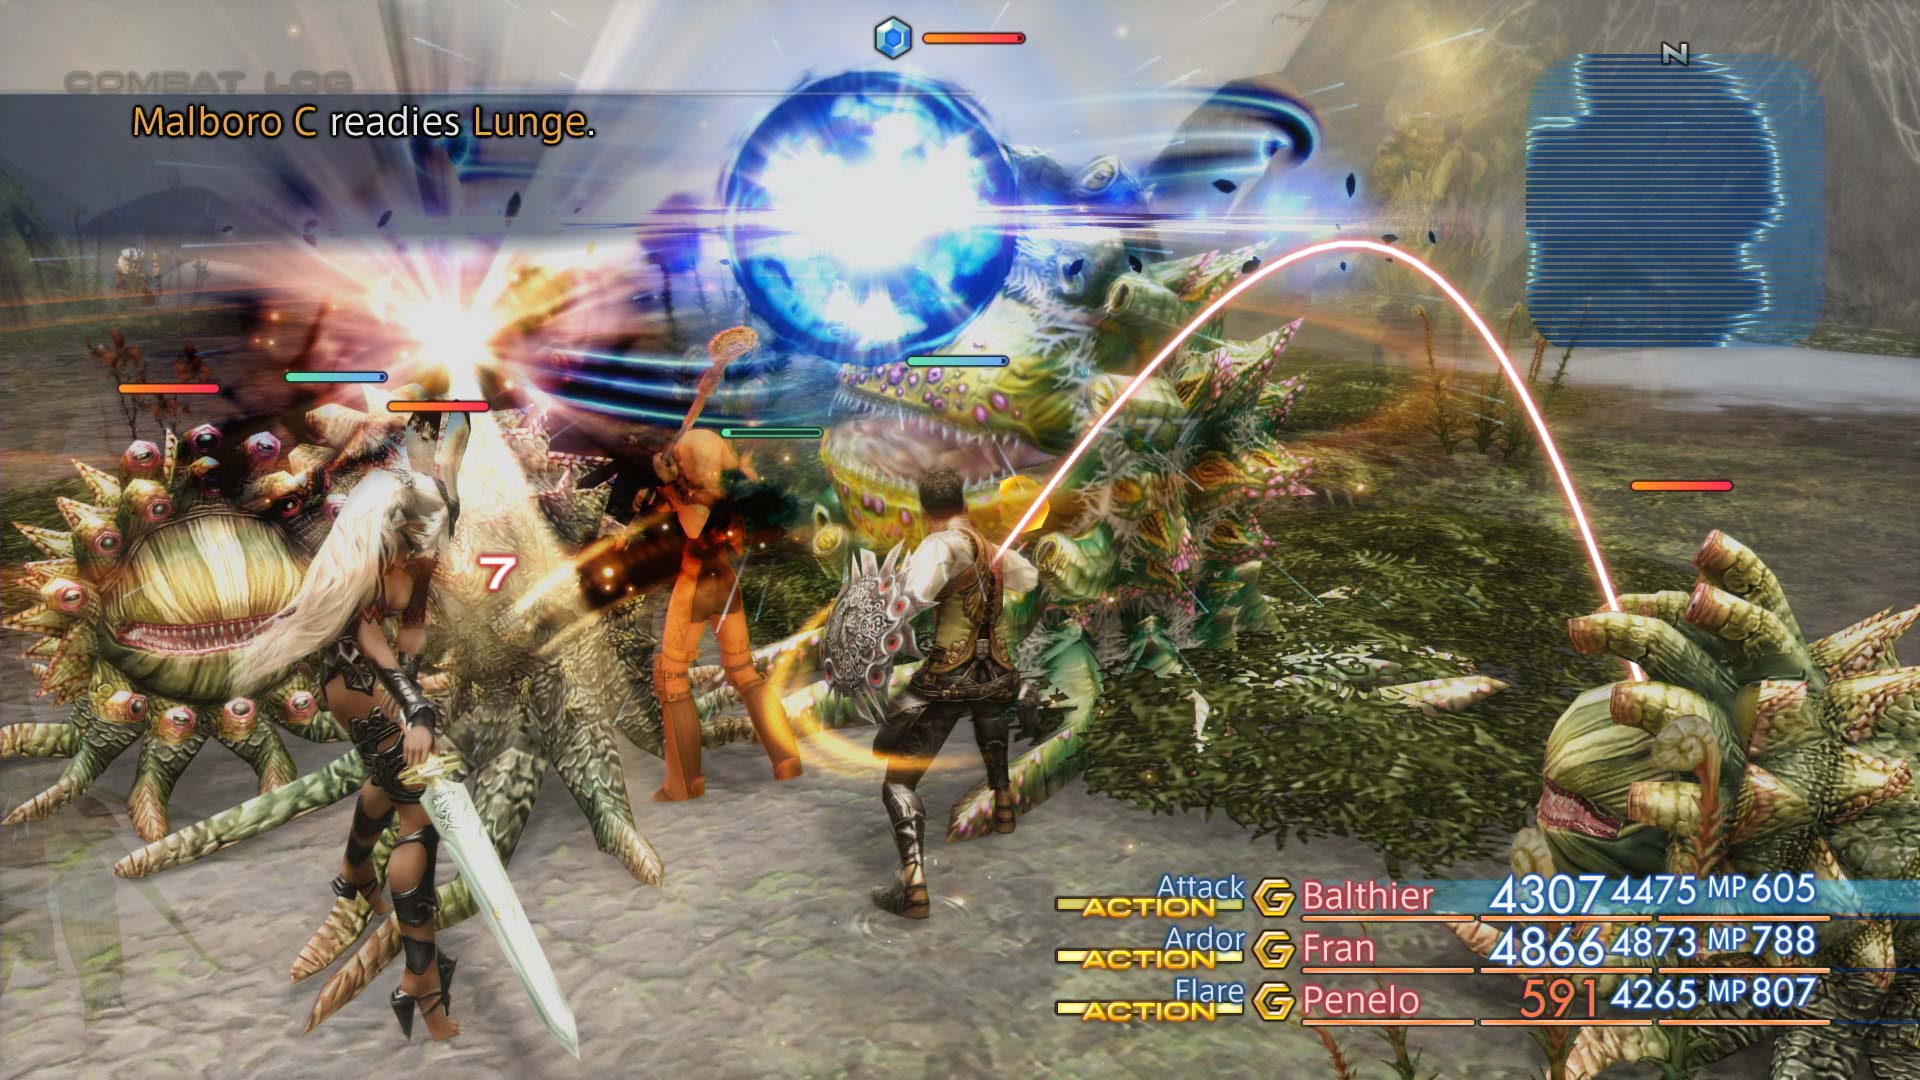 N
COMBAT LOG
Malboro C readies Lunge.
7
Attack
ACTION Balthier 4307 4475 MP 605
Ardor
ACTION Fran 4866 4873 MP 788
Flare
ACTION Penelo 591 4265 MP 807